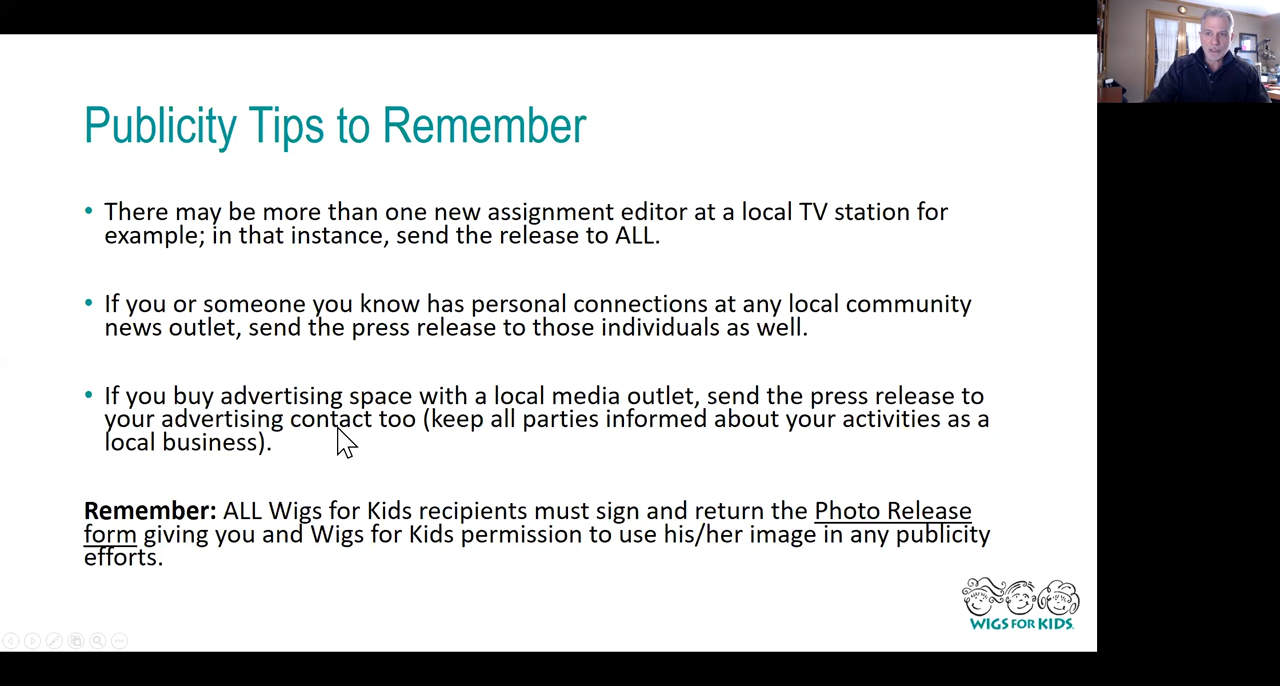 Publicity Tips to Remember
• There may be more than one new assignment editor at a local TV station for
example; in that instance, send the release to ALL.
• If you or someone you know has personal connections at any local community
news outlet, send the press release to those individuals as well.
• If you buy advertising space with a local media outlet, send the press release to
your advertising contact too (keep all parties informed about your activities as a
local business).
Remember: ALL Wigs for Kids recipients must sign and return the Photo Release
form giving you and Wigs for Kids permission to use his/her image in any publicity
efforts.
WIGS FOR KIDS.